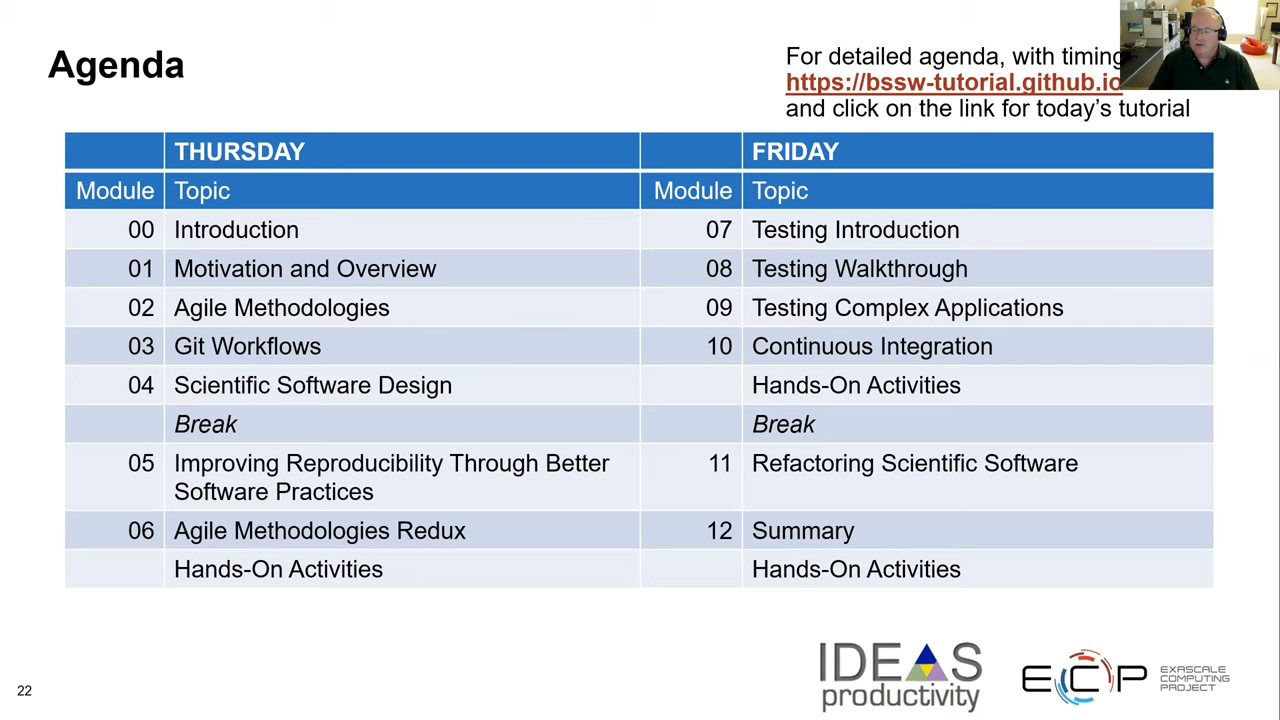 Agenda
For detailed agenda, with timing
https://bssw-tutorial.github.io
and click on the link for today’s tutorial
THURSDAY FRIDAY
Module Topic Module Topic
00 Introduction 07 Testing Introduction
01 Motivation and Overview 08 Testing Walkthrough
02 Agile Methodologies 09 Testing Complex Applications
03 Git Workflows 10 Continuous Integration
04 Scientific Software Design Hands-On Activities
Break Break
05 Improving Reproducibility Through Better 11 Refactoring Scientific Software
Software Practices
06 Agile Methodologies Redux 12 Summary
Hands-On Activities Hands-On Activities
IDEAS
productivity
ECP
EXASCALE
COMPUTING
PROJECT
22